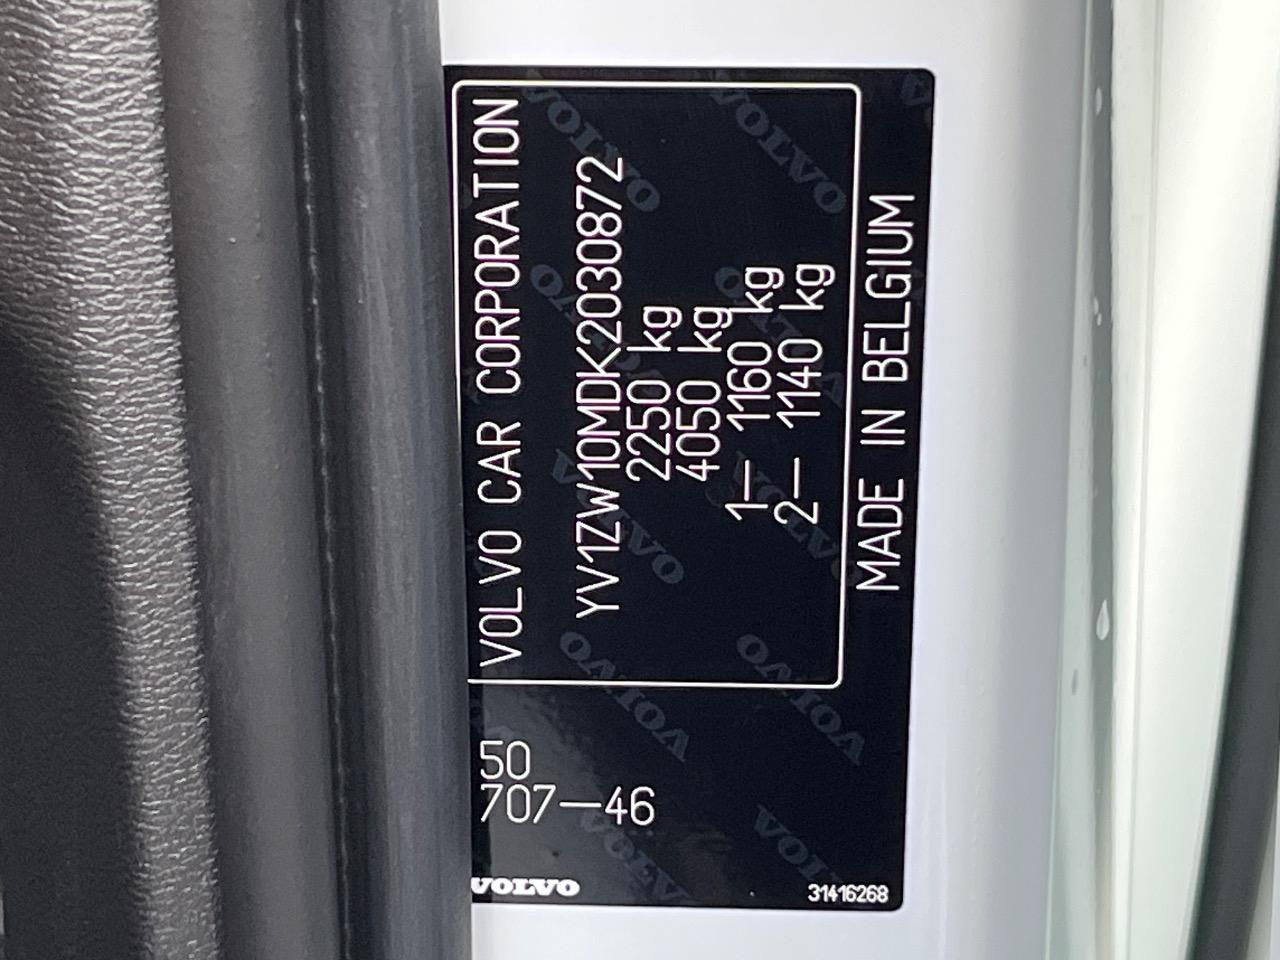 VOLVO CAR CORPORATION
YV1ZW10MDK2030872
2250 kg
4050 kg
1— 1160 kg
2— 1140 kg
MADE IN BELGIUM
50
707—46
VOLVO
31416268